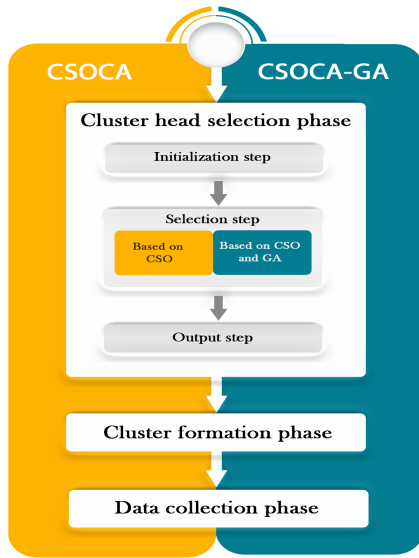 CSOCA
CSOCA-GA
Cluster head selection phase
Initialization step
Selection step
Based on
CSO
Based on CSO
and GA
Output step
Cluster formation phase
Data collection phase